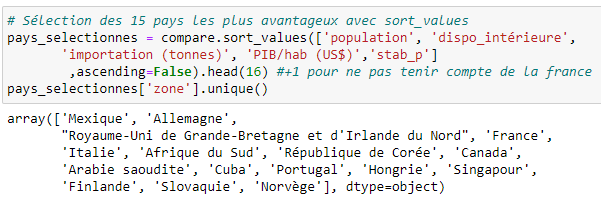 # Sélection des 15 pays les plus avantageux avec sort_values
pays_selectionnes = compare.sort_values(['population', 'dispo_intérieure',
'importation (tonnes)', 'PIB/hab (US$)','stab_p']
,ascending=False).head(16) #+1 pour ne pas tenir compte de la france
pays_selectionnes['zone'].unique()
array(['Mexique', 'Allemagne',
"Royaume-Uni de Grande-Bretagne et d'Irlande du Nord", 'France',
'Italie', 'Afrique du Sud', 'République de Corée', 'Canada',
'Arabie saoudite', 'Cuba', 'Portugal', 'Hongrie', 'Singapour',
'Finlande', 'Slovaquie', 'Norvège'], dtype=object)